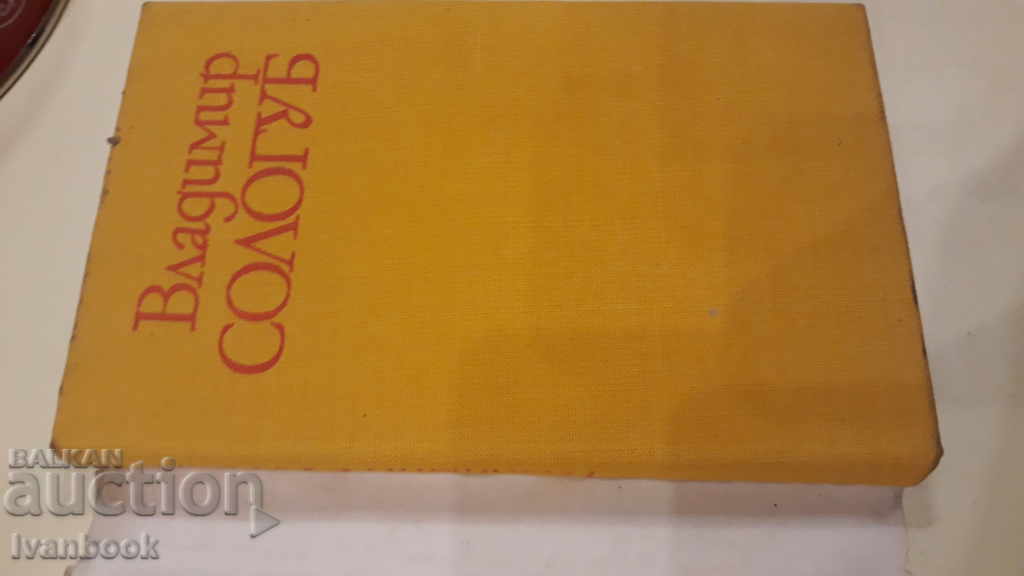 Владимир
СОЛОГУБ
BALKAN
auction
Ivanbook